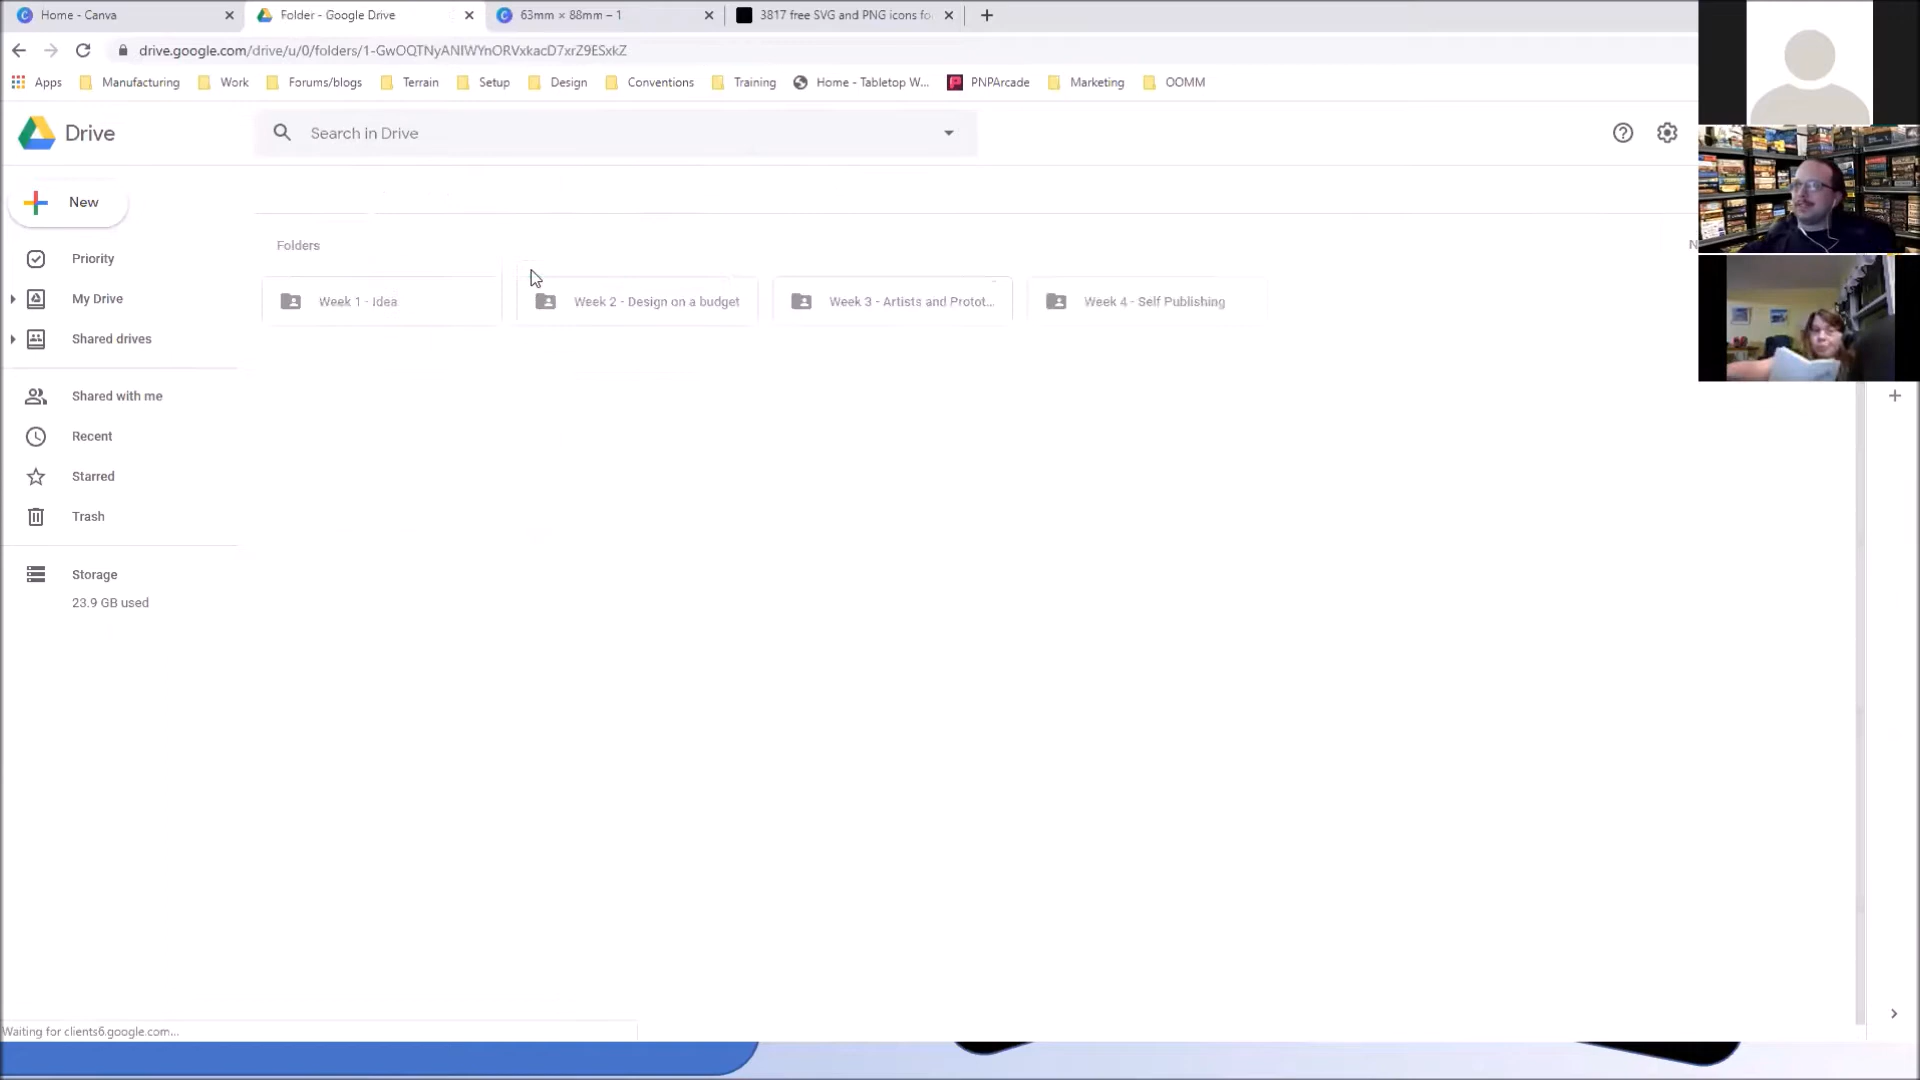 Home - Canva
Folder - Google Drive
63mm × 88mm – 1
3817 free SVG and PNG icons fo
drive.google.com/drive/u/0/folders/1-GwOQTNyANIWYnORVxkacD7xrZ9ESxkZ
Apps Manufacturing Work Forums/blogs Terrain Setup Design Conventions Training Home - Tabletop W... PNPArcade Marketing OOMM
Drive
Search in Drive
New
Priority
My Drive
Shared drives
Shared with me
Recent
Starred
Trash
Storage
23.9 GB used
Folders
N
Week 1 - Idea
Week 2 - Design on a budget
Week 3 - Artists and Protot...
Week 4 - Self Publishing
Waiting for clients6.google.com...